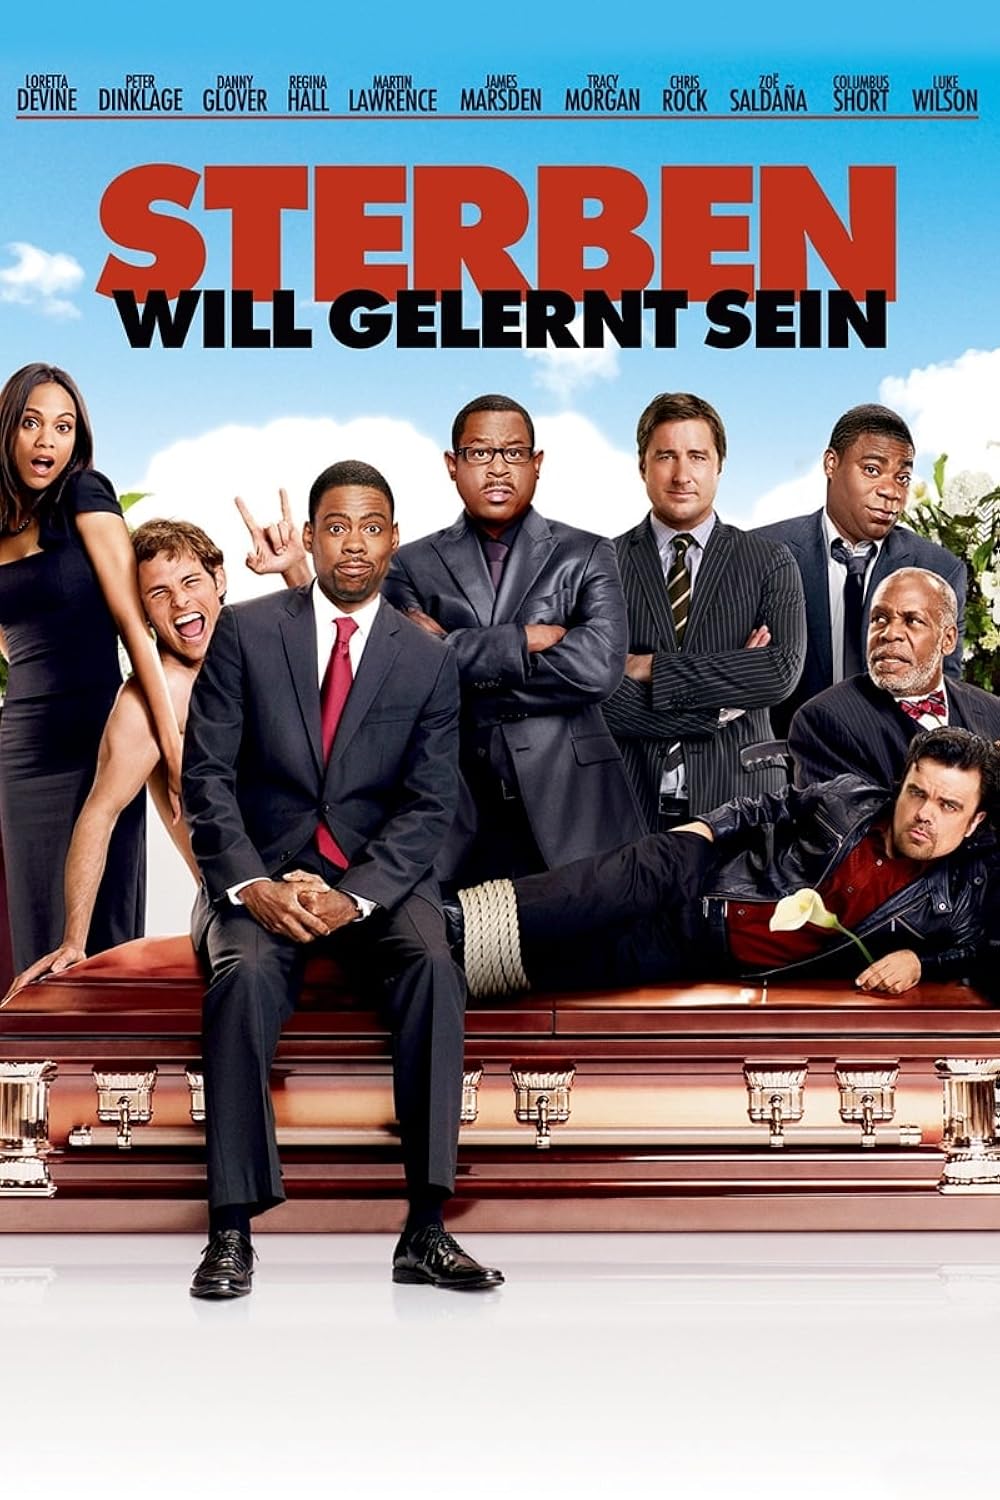 LORETTA PETER DANNY REGINA MARTIN JAMES TRACY CHRIS ZOË COLUMBUS LUKE
DEVINE DINKLAGE GLOVER HALL LAWRENCE MARSDEN MORGAN ROCK SALDAÑA SHORT WILSON
STERBEN
WILL GELERNT SEIN